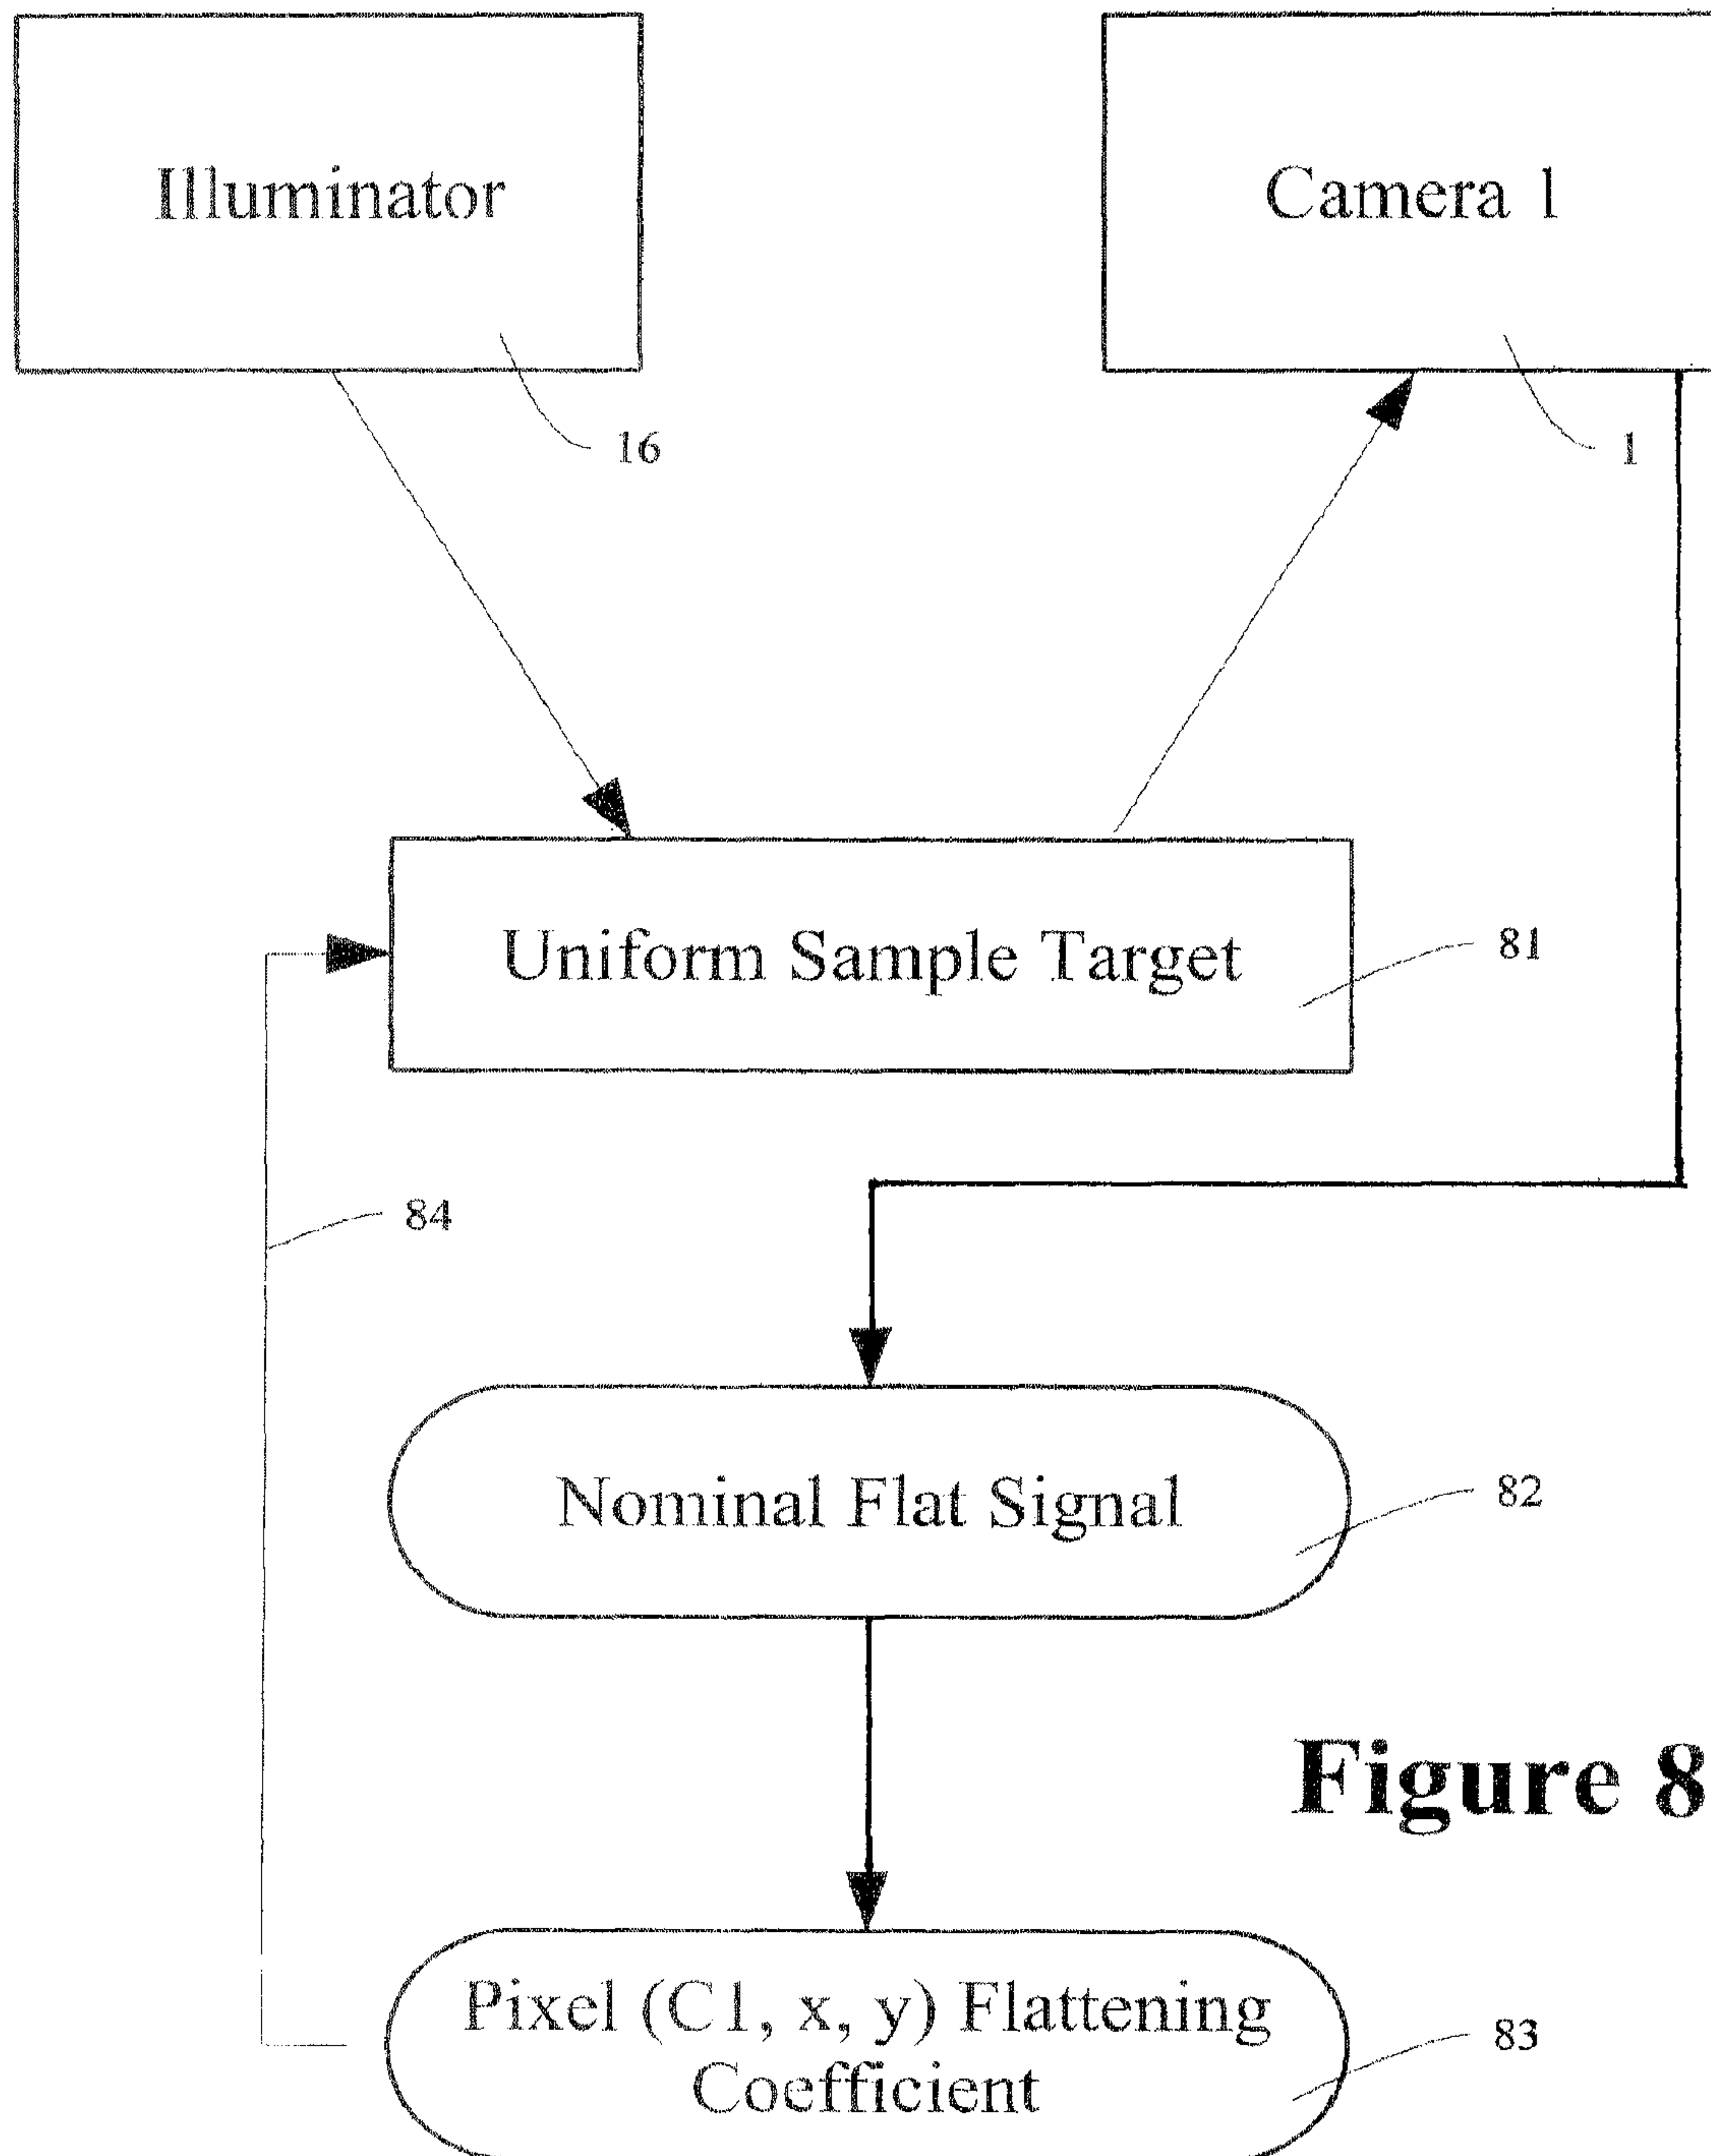 Illuminator
Camera 1
16
1
Uniform Sample Target
81
84
Nominal Flat Signal
82
Figure 8
Pixel (C1, x, y) Flattening
Coefficient
83